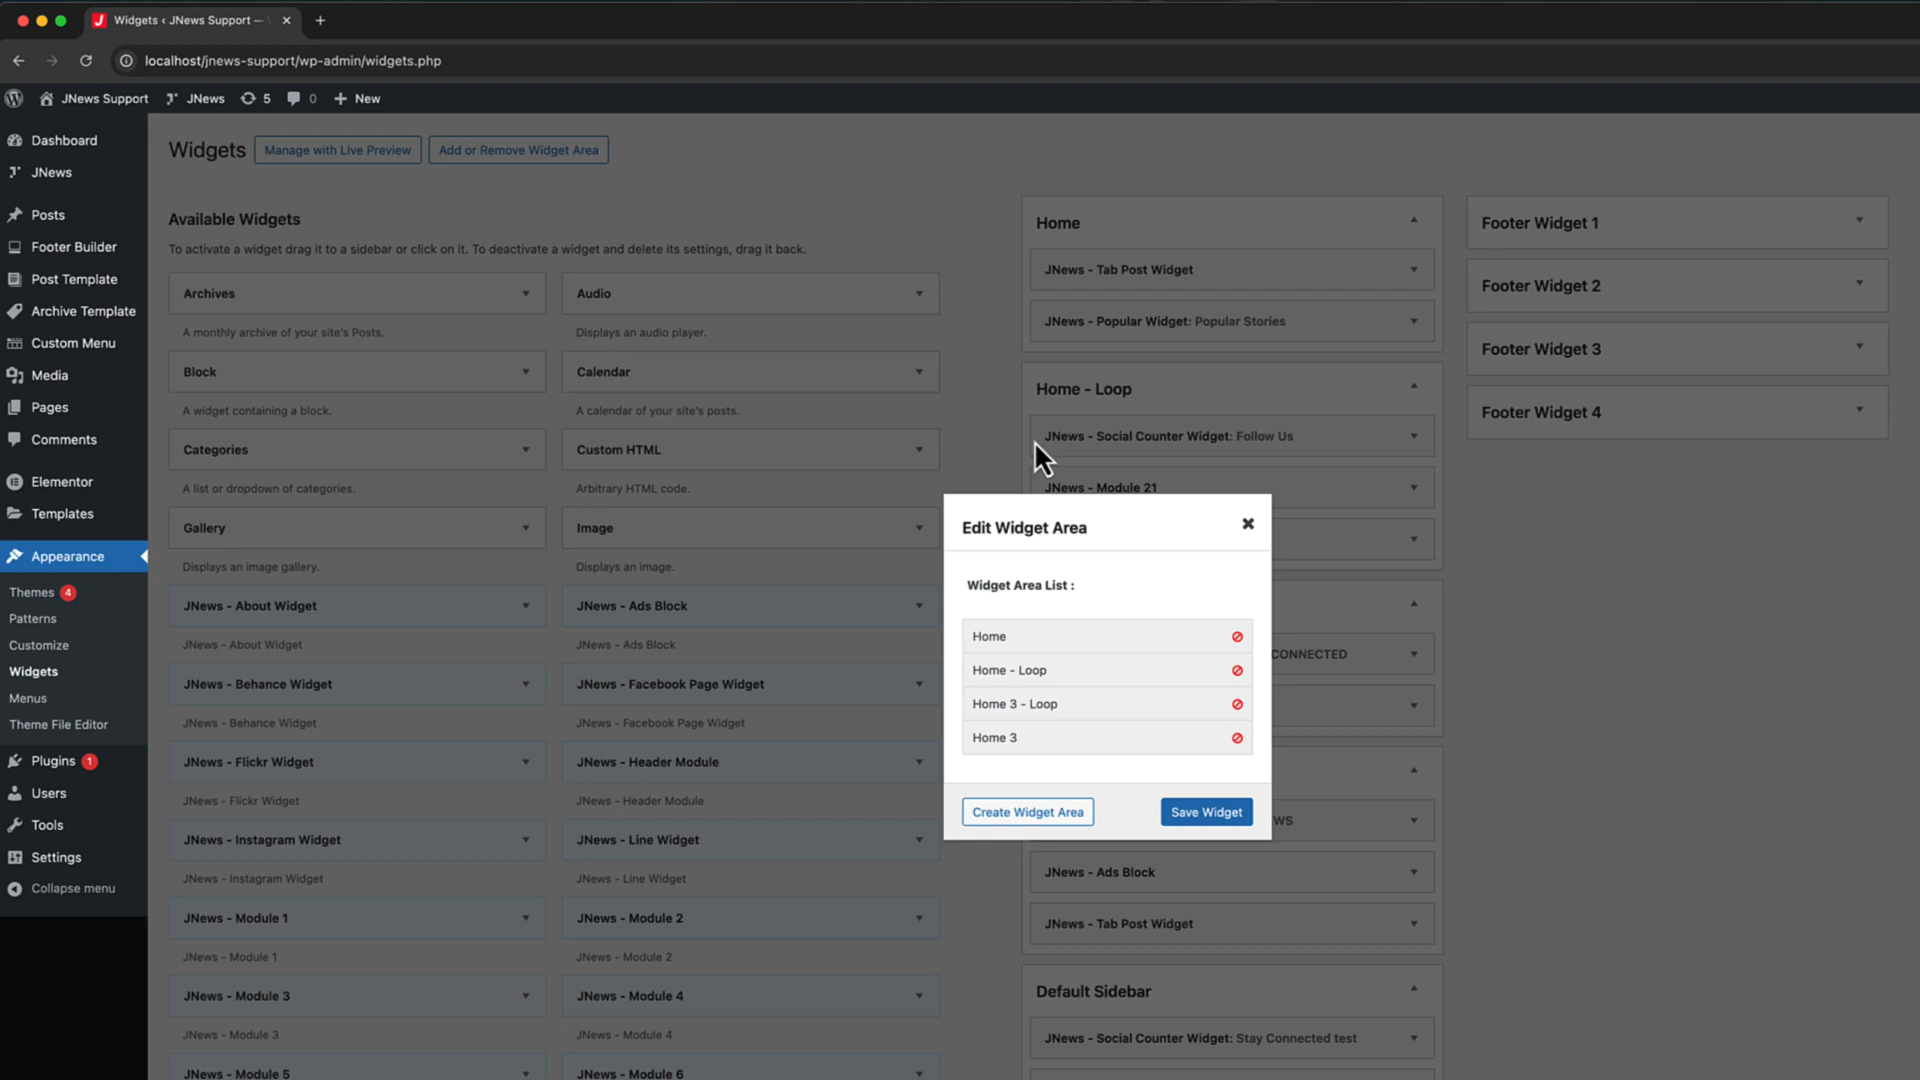 Widgets ‹ JNews Support —
localhost/jnews-support/wp-admin/widgets.php
JNews Support
JNews
5
0
New
Dashboard
JNews
Posts
Footer Builder
Post Template
Archive Template
Custom Menu
Media
Pages
Comments
Elementor
Templates
Appearance
Themes 4
Patterns
Customize
Widgets
Menus
Theme File Editor
Plugins 1
Users
Tools
Settings
Collapse menu
Widgets
Manage with Live Preview
Add or Remove Widget Area
Available Widgets
To activate a widget drag it to a sidebar or click on it. To deactivate a widget and delete its settings, drag it back.
Archives
Audio
A monthly archive of your site's Posts.
Displays an audio player.
Block
Calendar
A widget containing a block.
A calendar of your site's posts.
Categories
Custom HTML
A list or dropdown of categories.
Arbitrary HTML code.
Gallery
Image
Displays an image gallery.
Displays an image.
JNews - About Widget
JNews - Ads Block
JNews - About Widget
JNews - Ads Block
JNews - Behance Widget
JNews - Facebook Page Widget
JNews - Behance Widget
JNews - Facebook Page Widget
JNews - Flickr Widget
JNews - Header Module
JNews - Flickr Widget
JNews - Header Module
JNews - Instagram Widget
JNews - Line Widget
JNews - Instagram Widget
JNews - Line Widget
JNews - Module 1
JNews - Module 2
JNews - Module 1
JNews - Module 2
JNews - Module 3
JNews - Module 4
JNews - Module 3
JNews - Module 4
JNews - Module 5
JNews - Module 6
Home
JNews - Tab Post Widget
JNews - Popular Widget: Popular Stories
Home - Loop
JNews - Social Counter Widget: Follow Us
JNews - Module 21
CONNECTED
WS
JNews - Ads Block
JNews - Tab Post Widget
Default Sidebar
JNews - Social Counter Widget: Stay Connected test
Footer Widget 1
Footer Widget 2
Footer Widget 3
Footer Widget 4
Edit Widget Area
Widget Area List :
Home
Home - Loop
Home 3 - Loop
Home 3
Create Widget Area
Save Widget